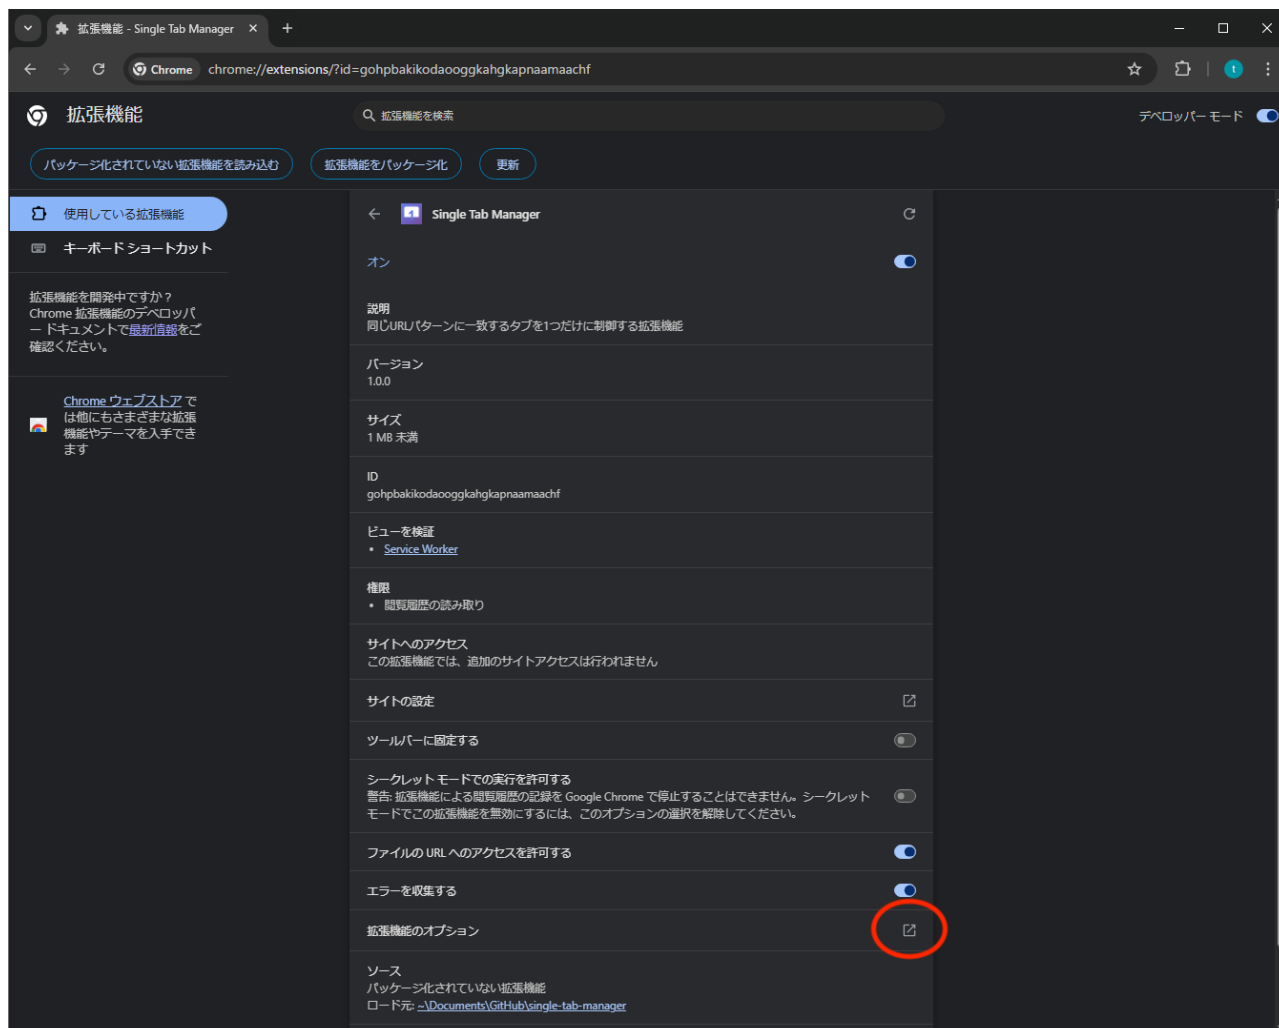 拡張機能 - Single Tab Manager
Chrome
chrome://extensions/?id=gohpbakikodaooggkahgkapnaamaachf
t
拡張機能
拡張機能を検索
デベロッパー モード
パッケージ化されていない拡張機能を読み込む
拡張機能をパッケージ化
更新
使用している拡張機能
キーボード ショートカット
拡張機能を開発中ですか？
Chrome 拡張機能のデベロッパ
ー ドキュメントで最新情報をご
確認ください。
Chrome ウェブストア で
は他にもさまざまな拡張
機能やテーマを入手でき
ます
1
Single Tab Manager
オン
説明
同じURLパターンに一致するタブを1つだけに制御する拡張機能
バージョン
1.0.0
サイズ
1 MB 未満
ID
gohpbakikodaooggkahgkapnaamaachf
ビューを検証
• Service Worker
権限
• 閲覧履歴の読み取り
サイトへのアクセス
この拡張機能では、追加のサイトアクセスは行われません
サイトの設定
ツールバーに固定する
シークレット モードでの実行を許可する
警告: 拡張機能による閲覧履歴の記録を Google Chrome で停止することはできません。シークレット
モードでこの拡張機能を無効にするには、このオプションの選択を解除してください。
ファイルの URL へのアクセスを許可する
エラーを収集する
拡張機能のオプション
ソース
パッケージ化されていない拡張機能
ロード元: ~\Documents\GitHub\single-tab-manager